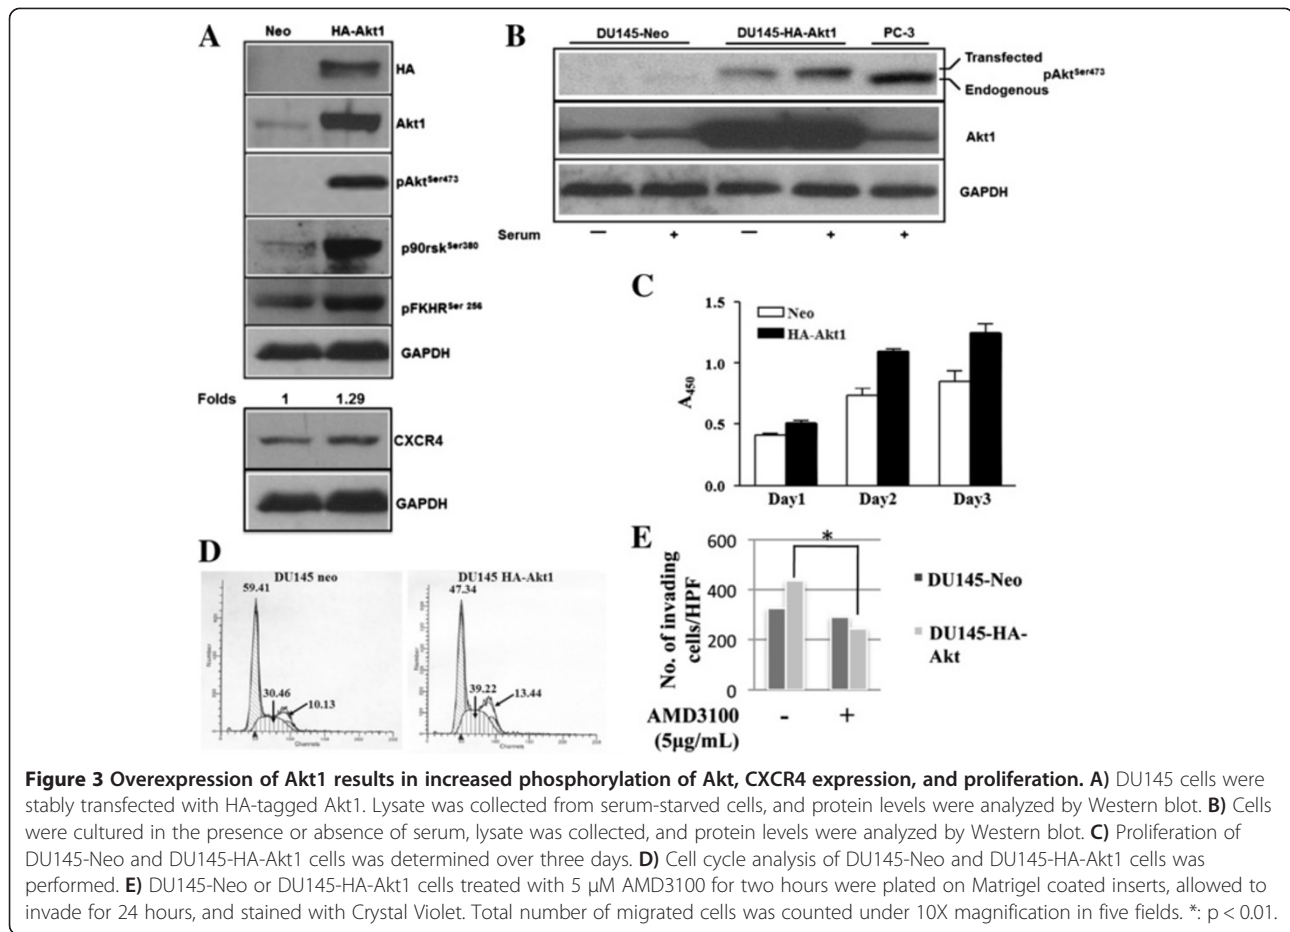 A
Neo HA-Akt1
HA
Akt1
pAktSer473
p90rskSer380
pFKHRSer 256
GAPDH
Folds 1 1.29
CXCR4
GAPDH
B
DU145-Neo DU145-HA-Akt1 PC-3
Transfected
pAktSer473
Endogenous
Akt1
GAPDH
Serum — + — + +
C
1.5
1.0
0.5
0.0
A450
Neo
HA-Akt1
Day1 Day2 Day3
D
DU145 neo
59.41
30.46
10.13
Number
Channels
DU145 HA-Akt1
47.34
39.22
13.44
Number
Channels
E
600
400
200
0
No. of invading
cells/HPF
*
DU145-Neo
DU145-HA-
Akt
AMD3100 - +
(5µg/mL)
Figure 3 Overexpression of Akt1 results in increased phosphorylation of Akt, CXCR4 expression, and proliferation. A) DU145 cells were
stably transfected with HA-tagged Akt1. Lysate was collected from serum-starved cells, and protein levels were analyzed by Western blot. B) Cells
were cultured in the presence or absence of serum, lysate was collected, and protein levels were analyzed by Western blot. C) Proliferation of
DU145-Neo and DU145-HA-Akt1 cells was determined over three days. D) Cell cycle analysis of DU145-Neo and DU145-HA-Akt1 cells was
performed. E) DU145-Neo or DU145-HA-Akt1 cells treated with 5 µM AMD3100 for two hours were plated on Matrigel coated inserts, allowed to
invade for 24 hours, and stained with Crystal Violet. Total number of migrated cells was counted under 10X magnification in five fields. *: p < 0.01.